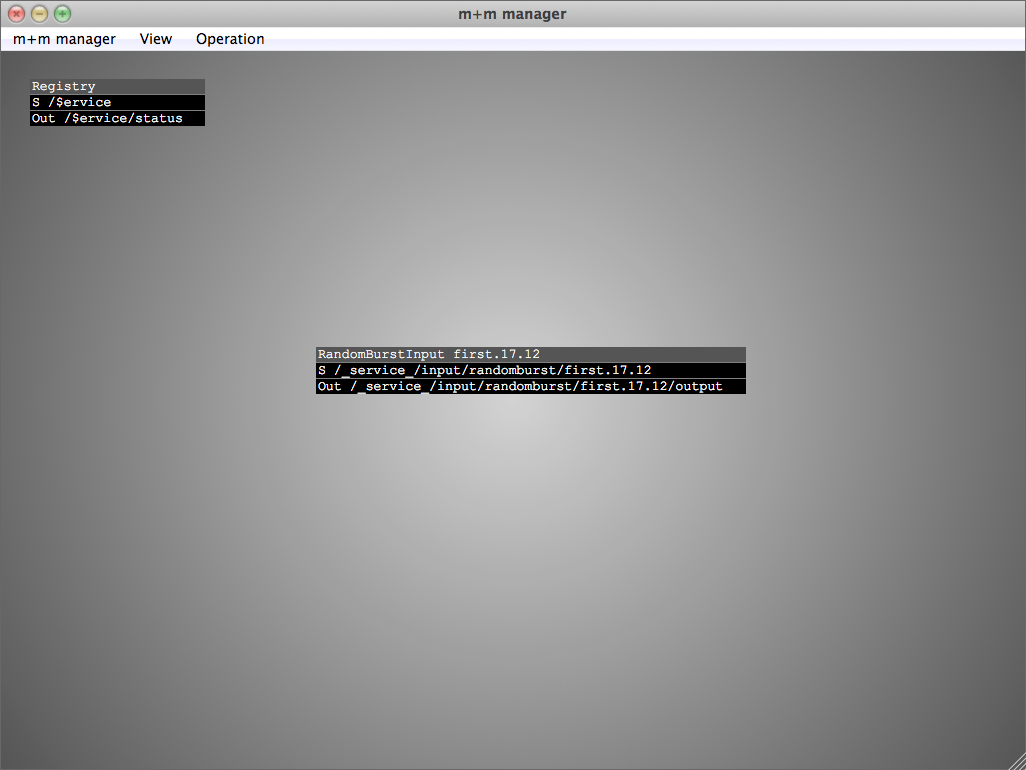 m+m manager
m+m manager View Operation
Registry
S /$ervice
Out /$ervice/status
RandomBurstInput first.17.12
S /_service_/input/randomburst/first.17.12
Out /_service_/input/randomburst/first.17.12/output